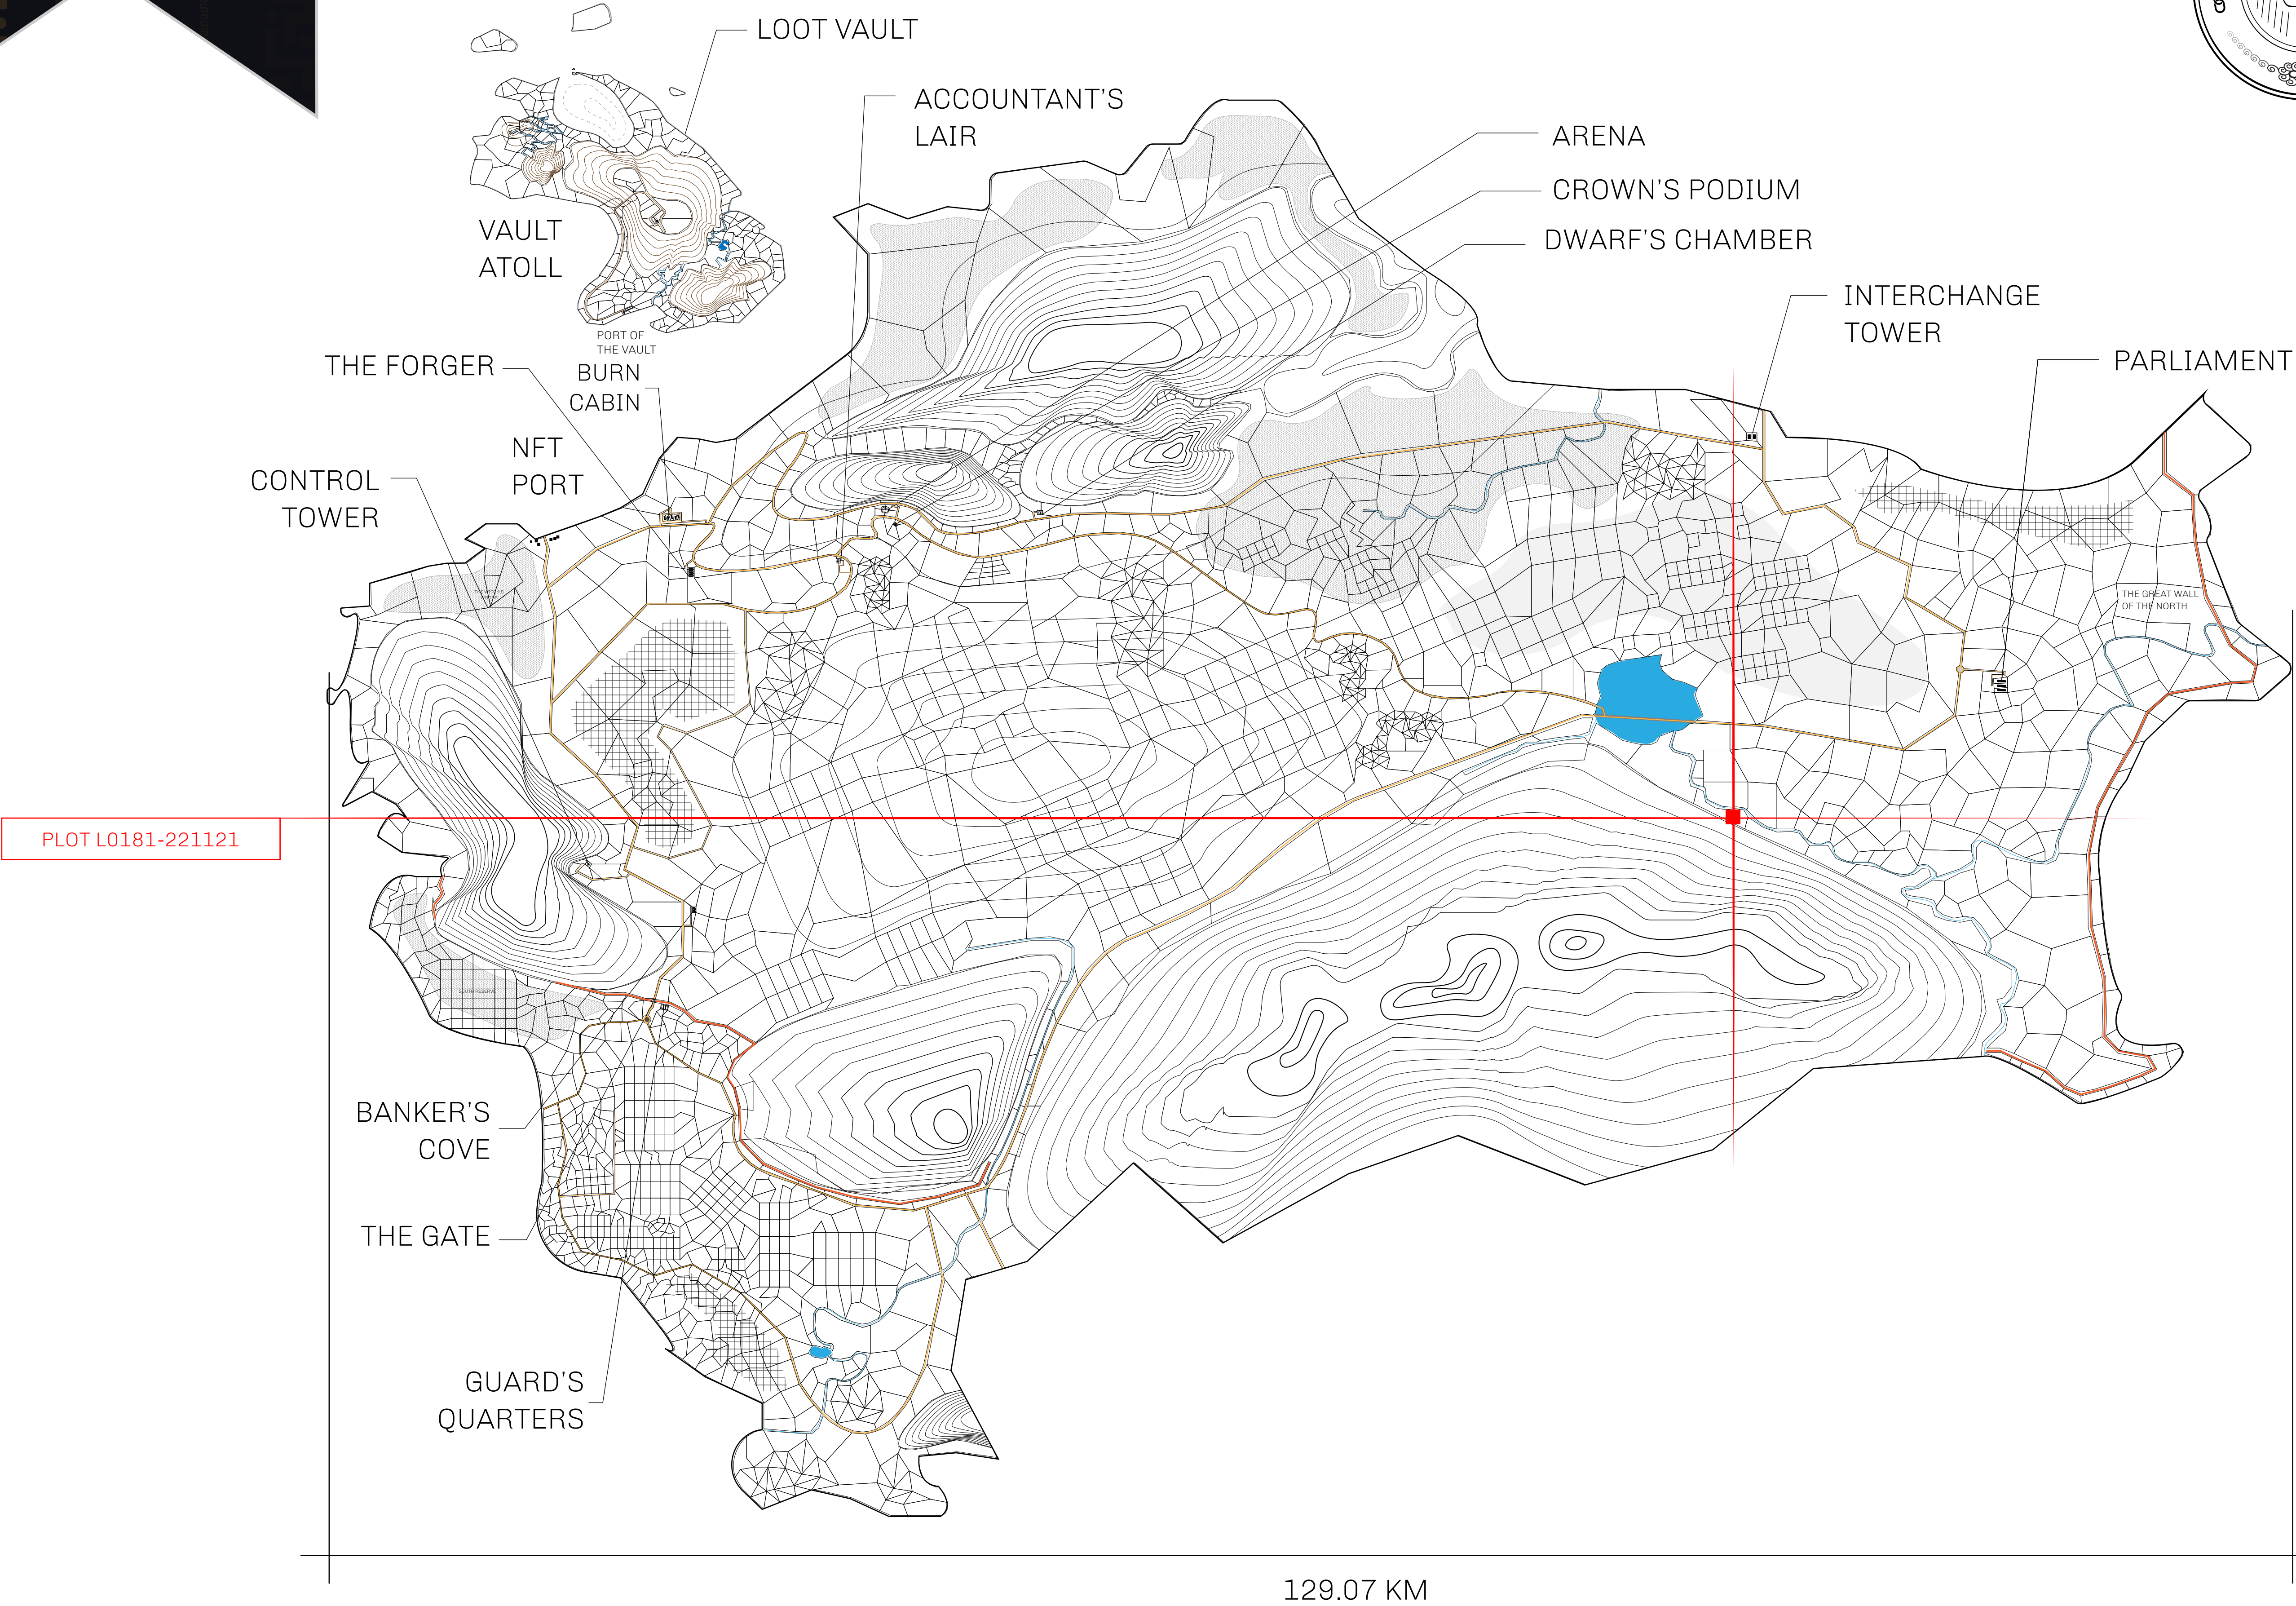 LOOT VAULT
ACCOUNTANT'S
LAIR
ARENA
CROWN'S PODIUM
DWARF'S CHAMBER
VAULT
ATOLL
INTERCHANGE
TOWER
PORT OF
THE VAULT
PARLIAMENT
THE FORGER
BURN
CABIN
NFT
PORT
CONTROL
TOWER
THE GREAT WALL
OF THE NORTH
PLOT L0181-221121
SOUTH RESERVE
BANKER'S
COVE
THE GATE
GUARD'S
QUARTERS
129.07 KM